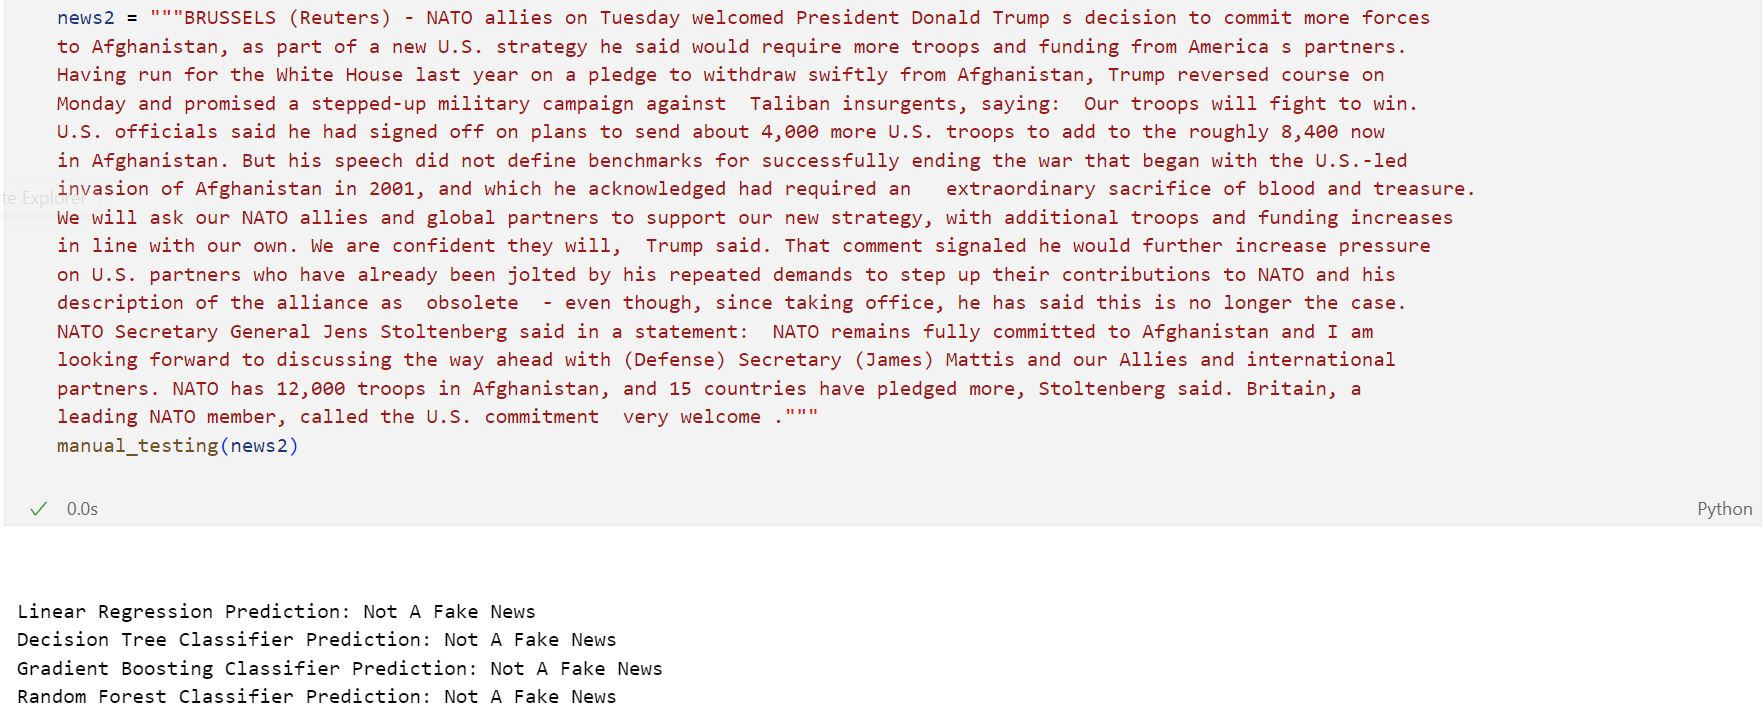 news2 = """BRUSSELS (Reuters) - NATO allies on Tuesday welcomed President Donald Trump s decision to commit more forces
to Afghanistan, as part of a new U.S. strategy he said would require more troops and funding from America s partners.
Having run for the White House last year on a pledge to withdraw swiftly from Afghanistan, Trump reversed course on
Monday and promised a stepped-up military campaign against  Taliban insurgents, saying:  Our troops will fight to win.
U.S. officials said he had signed off on plans to send about 4,000 more U.S. troops to add to the roughly 8,400 now
in Afghanistan. But his speech did not define benchmarks for successfully ending the war that began with the U.S.-led
invasion of Afghanistan in 2001, and which he acknowledged had required an   extraordinary sacrifice of blood and treasure.
te Explorer
We will ask our NATO allies and global partners to support our new strategy, with additional troops and funding increases
in line with our own. We are confident they will,  Trump said. That comment signaled he would further increase pressure
on U.S. partners who have already been jolted by his repeated demands to step up their contributions to NATO and his
description of the alliance as  obsolete  - even though, since taking office, he has said this is no longer the case.
NATO Secretary General Jens Stoltenberg said in a statement:  NATO remains fully committed to Afghanistan and I am
looking forward to discussing the way ahead with (Defense) Secretary (James) Mattis and our Allies and international
partners. NATO has 12,000 troops in Afghanistan, and 15 countries have pledged more, Stoltenberg said. Britain, a
leading NATO member, called the U.S. commitment  very welcome ."""
manual_testing(news2)
0.0s
Python
Linear Regression Prediction: Not A Fake News
Decision Tree Classifier Prediction: Not A Fake News
Gradient Boosting Classifier Prediction: Not A Fake News
Random Forest Classifier Prediction: Not A Fake News